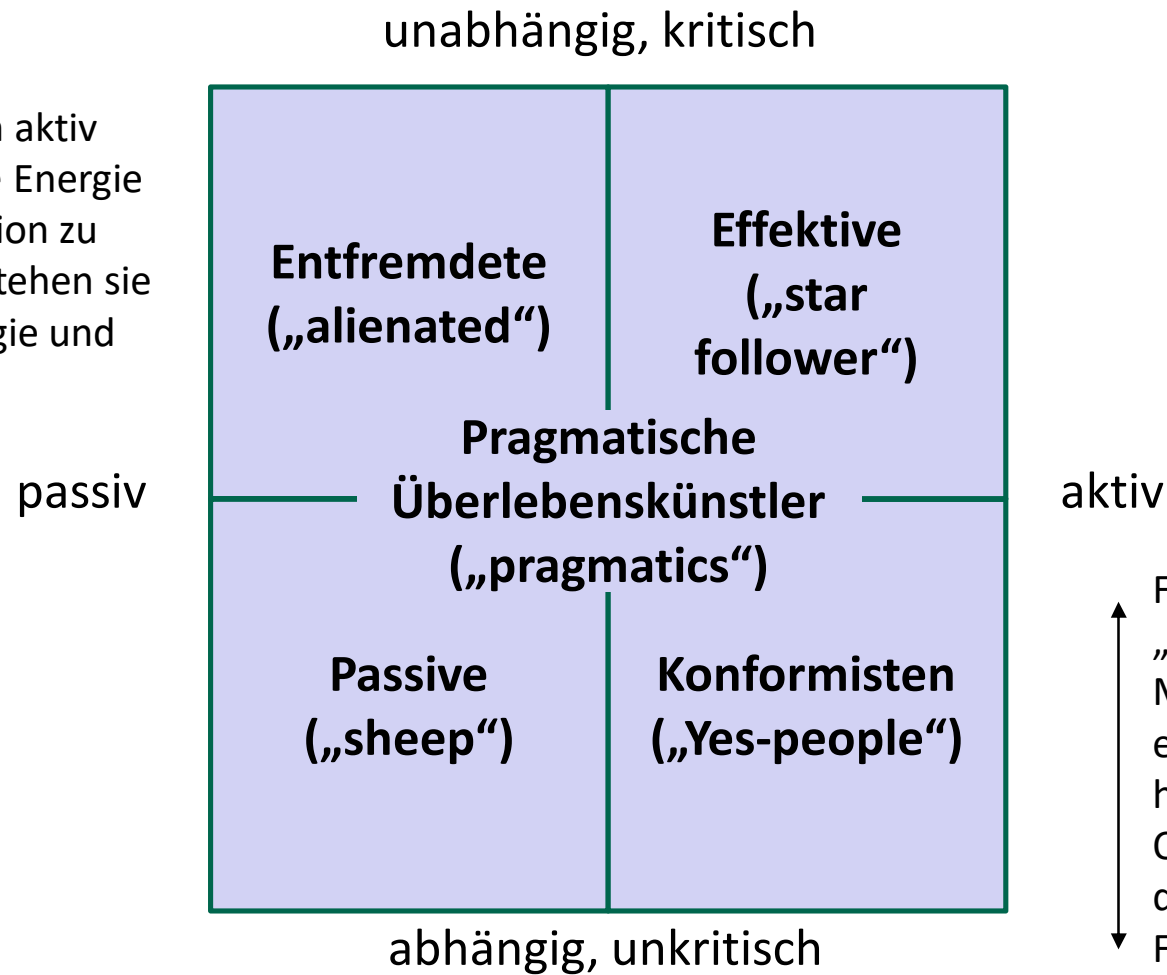 unabhängig, kritisch
aktiv
Energie
ion zu
tehen sie
gie und
Entfremdete
(„alienated“)
Effektive
(„star
follower“)
Pragmatische
Überlebenskünstler
(„pragmatics“)
passiv
aktiv
Passive
(„sheep“)
Konformisten
(„Yes-people“)
abhängig, unkritisch